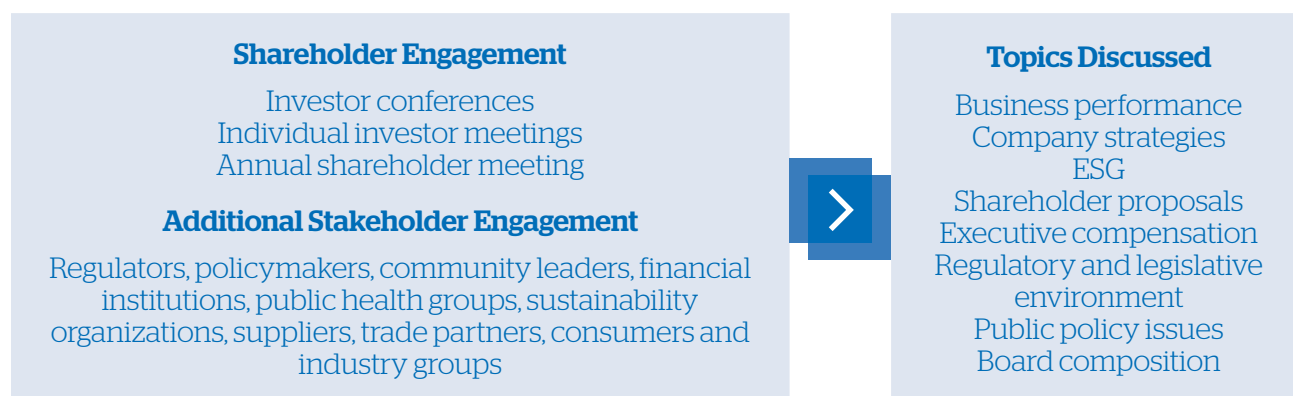 Shareholder Engagement
Investor conferences
Individual investor meetings
Annual shareholder meeting
Additional Stakeholder Engagement
Regulators, policymakers, community leaders, financial
institutions, public health groups, sustainability
organizations, suppliers, trade partners, consumers and
industry groups
Topics Discussed
Business performance
Company strategies
ESG
Shareholder proposals
Executive compensation
Regulatory and legislative
environment
Public policy issues
Board composition